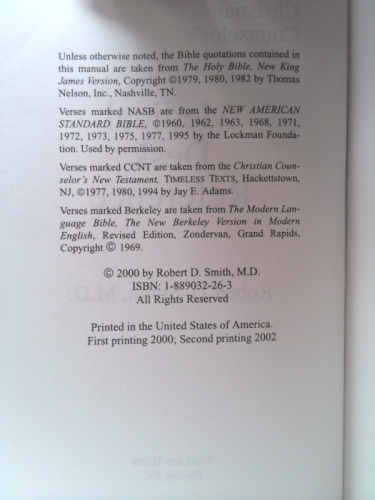 Unless otherwise noted, the Bible quotations contained in
this manual are taken from The Holy Bible, New King
James Version, Copyright ©1979, 1980, 1982 by Thomas
Nelson, Inc., Nashville, TN.
Verses marked NASB are from the NEW AMERICAN
STANDARD BIBLE, ©1960, 1962, 1963, 1968, 1971,
1972, 1973, 1975, 1977, 1995 by the Lockman Founda-
tion. Used by permission.
Verses marked CCNT are taken from the Christian Coun-
selor's New Testament, TIMELESS TEXTS, Hackettstown,
NJ, ©1977, 1980, 1994 by Jay E. Adams.
Verses marked Berkeley are taken from The Modern Lan-
guage Bible, The New Berkeley Version in Modern
English, Revised Edition, Zondervan, Grand Rapids,
Copyright © 1969.
© 2000 by Robert D. Smith, M.D.
ISBN: 1-889032-26-3
All Rights Reserved
Printed in the United States of America.
First printing 2000; Second printing 2002